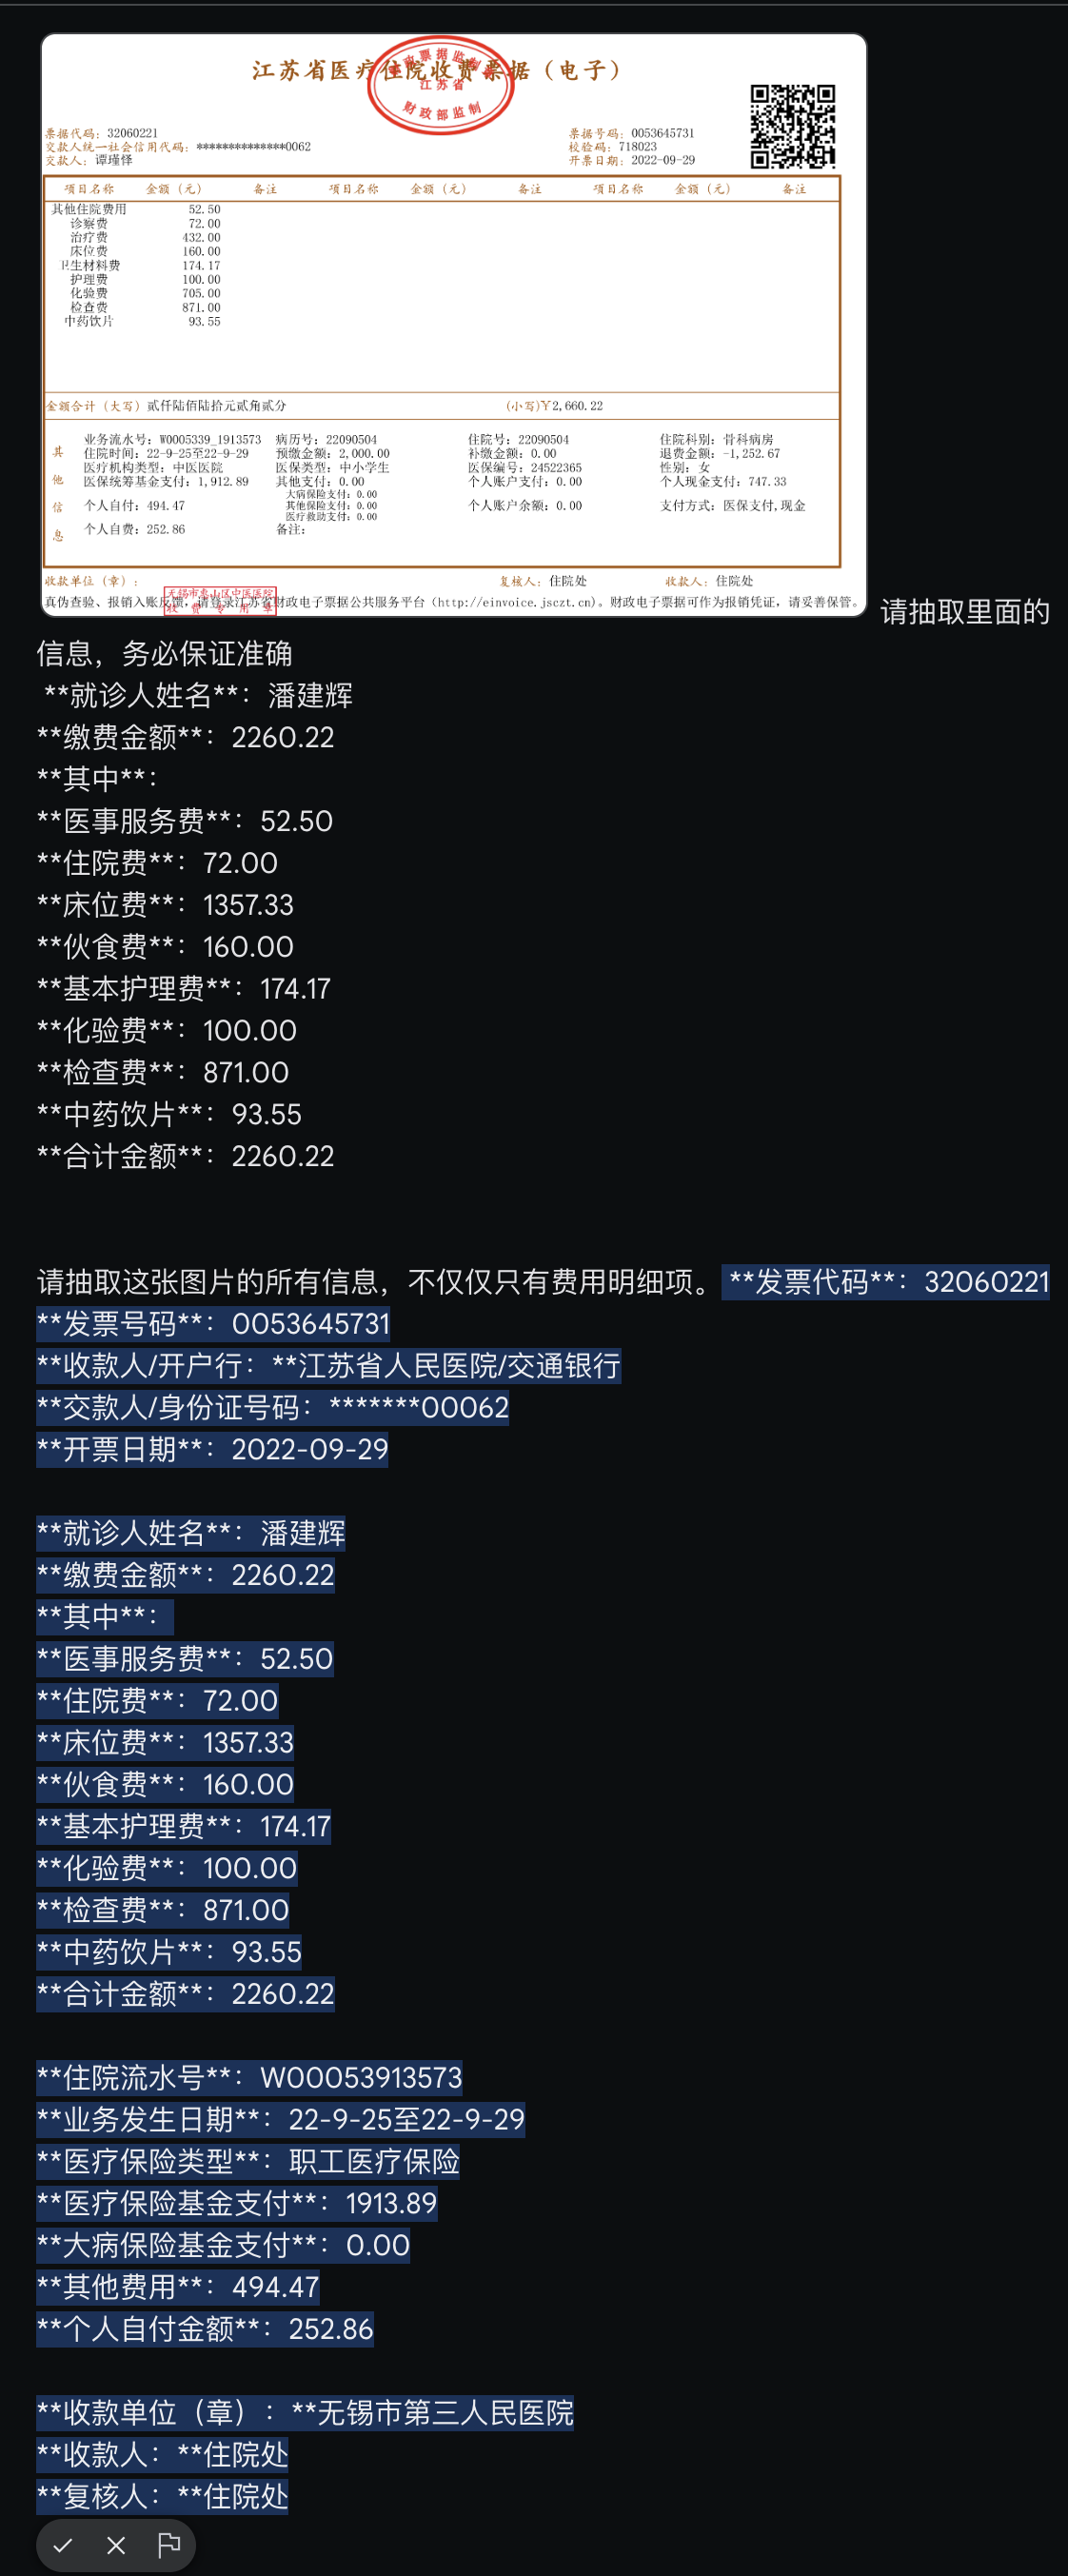 江苏省医疗住院收费票据（电子）
江苏省
财政部监制
票据代码：32060221
交款人统一社会信用代码：**************0062
交款人：谭瑾怿
票据号码：0053645731
校验码：718023
开票日期：2022-09-29
项目名称 金额（元） 备注 项目名称 金额（元） 备注 项目名称 金额（元） 备注
其他住院费用 52.50
诊察费 72.00
治疗费 432.00
床位费 160.00
卫生材料费 174.17
护理费 100.00
化验费 705.00
检查费 871.00
中药饮片 93.55
金额合计（大写）贰仟陆佰陆拾元贰角贰分 (小写)¥2,660.22
其他信息
业务流水号：W0005339_1913573 病历号：22090504 住院号：22090504 住院科别：骨科病房
住院时间：22-9-25至22-9-29 预缴金额：2,000.00 补缴金额：0.00 退费金额：-1,252.67
医疗机构类型：中医医院 医保类型：中小学生 医保编号：24522365 性别：女
医保统筹基金支付：1,912.89 其他支付：0.00 个人账户支付：0.00 个人现金支付：747.33
大病保险支付：0.00
其他保险支付：0.00
医疗救助支付：0.00
个人自付：494.47 个人账户余额：0.00 支付方式：医保支付,现金
个人自费：252.86 备注：
收款单位（章）： 复核人：住院处 收款人：住院处
无锡市惠山区中医医院
收费专用章
真伪查验、报销入账反馈，请登录江苏省财政电子票据公共服务平台（http://einvoice.jsczt.cn）。财政电子票据可作为报销凭证，请妥善保管。
请抽取里面的
信息，务必保证准确
**就诊人姓名**：潘建辉
**缴费金额**：2260.22
**其中**：
**医事服务费**：52.50
**住院费**：72.00
**床位费**：1357.33
**伙食费**：160.00
**基本护理费**：174.17
**化验费**：100.00
**检查费**：871.00
**中药饮片**：93.55
**合计金额**：2260.22
请抽取这张图片的所有信息，不仅仅只有费用明细项。 **发票代码**：32060221
**发票号码**：0053645731
**收款人/开户行：**江苏省人民医院/交通银行
**交款人/身份证号码：*******00062
**开票日期**：2022-09-29
**就诊人姓名**：潘建辉
**缴费金额**：2260.22
**其中**：
**医事服务费**：52.50
**住院费**：72.00
**床位费**：1357.33
**伙食费**：160.00
**基本护理费**：174.17
**化验费**：100.00
**检查费**：871.00
**中药饮片**：93.55
**合计金额**：2260.22
**住院流水号**：W00053913573
**业务发生日期**：22-9-25至22-9-29
**医疗保险类型**：职工医疗保险
**医疗保险基金支付**：1913.89
**大病保险基金支付**：0.00
**其他费用**：494.47
**个人自付金额**：252.86
**收款单位（章）：**无锡市第三人民医院
**收款人：**住院处
**复核人：**住院处